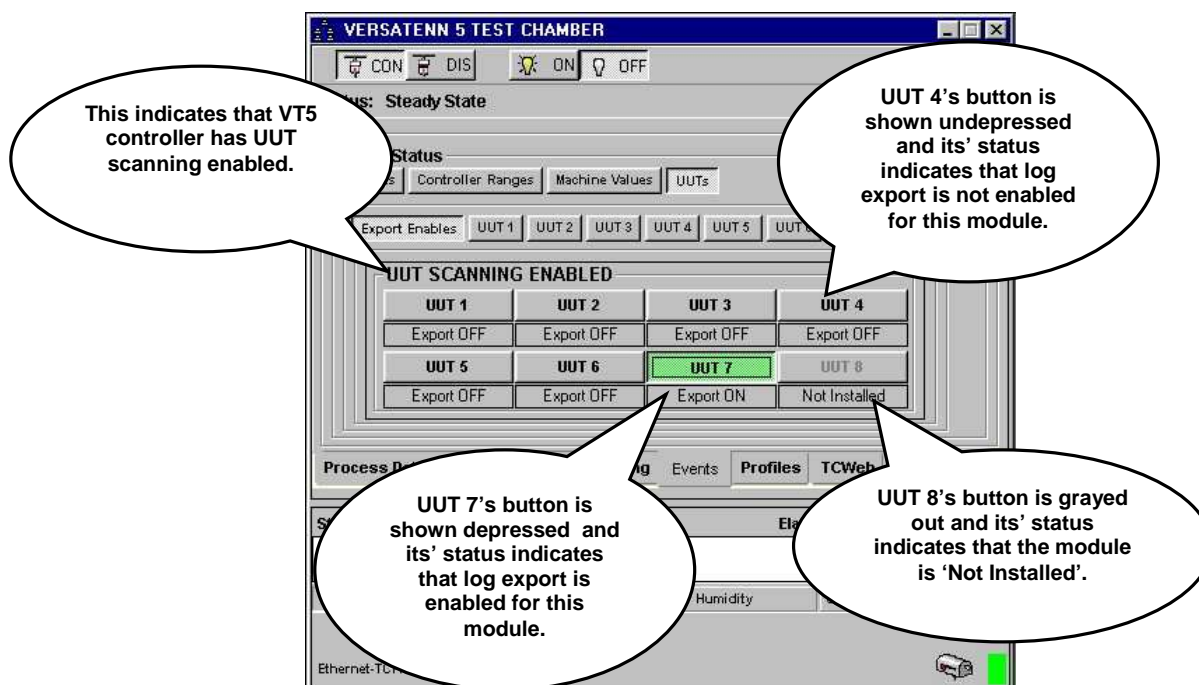 VERSATENN 5 TEST CHAMBER
CON DIS ON OFF
Steady State
This indicates that VT5
controller has UUT
scanning enabled.
UUT 4's button is
shown undepressed
and its' status
indicates that log
export is not enabled
for this module.
Status
Controller Ranges Machine Values UUTs
Export Enables UUT 1 UUT 2 UUT 3 UUT 4 UUT 5
UUT SCANNING ENABLED
UUT 1 UUT 2 UUT 3 UUT 4
Export OFF Export OFF Export OFF Export OFF
UUT 5 UUT 6 UUT 7 UUT 8
Export OFF Export OFF Export ON Not Installed
Process Events Profiles TCWeb
UUT 7's button is
shown depressed and
its' status indicates
that log export is
enabled for this
module.
UUT 8's button is grayed
out and its' status
indicates that the module
is 'Not Installed'.
Humidity